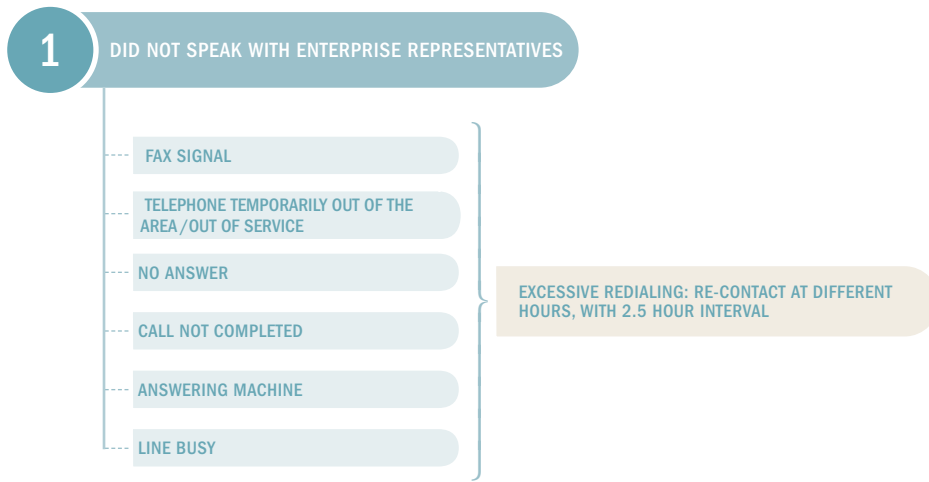 1
DID NOT SPEAK WITH ENTERPRISE REPRESENTATIVES
FAX SIGNAL
TELEPHONE TEMPORARILY OUT OF THE
AREA/OUT OF SERVICE
NO ANSWER
CALL NOT COMPLETED
ANSWERING MACHINE
LINE BUSY
EXCESSIVE REDIALING: RE-CONTACT AT DIFFERENT
HOURS, WITH 2.5 HOUR INTERVAL